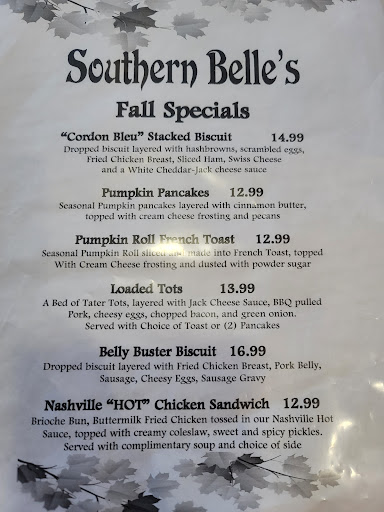 Southern Belle's
Fall Specials
"Cordon Bleu" Stacked Biscuit 14.99
Dropped biscuit layered with hashbrowns, scrambled eggs,
Fried Chicken Breast, Sliced Ham, Swiss Cheese
and a White Cheddar-Jack cheese sauce
Pumpkin Pancakes 12.99
Seasonal Pumpkin pancakes layered with cinnamon butter,
topped with cream cheese frosting and pecans
Pumpkin Roll French Toast 12.99
Seasonal Pumpkin Roll sliced and made into French Toast, topped
With Cream Cheese frosting and dusted with powder sugar
Loaded Tots 13.99
A Bed of Tater Tots, layered with Jack Cheese Sauce, BBQ pulled
Pork, cheesy eggs, chopped bacon, and green onion.
Served with Choice of Toast or (2) Pancakes
Belly Buster Biscuit 16.99
Dropped biscuit layered with Fried Chicken Breast, Pork Belly,
Sausage, Cheesy Eggs, Sausage Gravy
Nashville "HOT" Chicken Sandwich 12.99
Brioche Bun, Buttermilk Fried Chicken tossed in our Nashville Hot
Sauce, topped with creamy coleslaw, sweet and spicy pickles.
Served with complimentary soup and choice of side